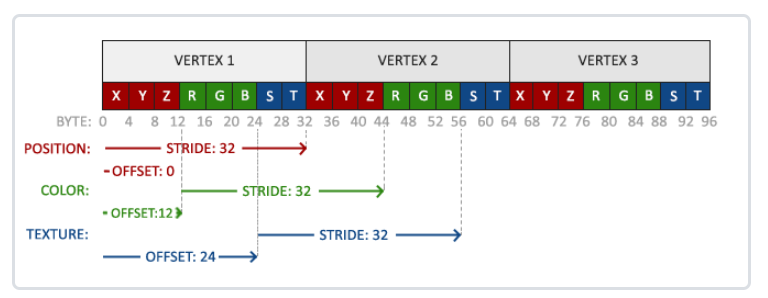 VERTEX 1 VERTEX 2 VERTEX 3
X Y Z R G B S T X Y Z R G B S T X Y Z R G B S T
BYTE: 0 4 8 12 16 20 24 28 32 36 40 44 48 52 56 60 64 68 72 76 80 84 88 92 96
POSITION: STRIDE: 32
OFFSET: 0
COLOR: STRIDE: 32
OFFSET:12
TEXTURE: STRIDE: 32
OFFSET: 24